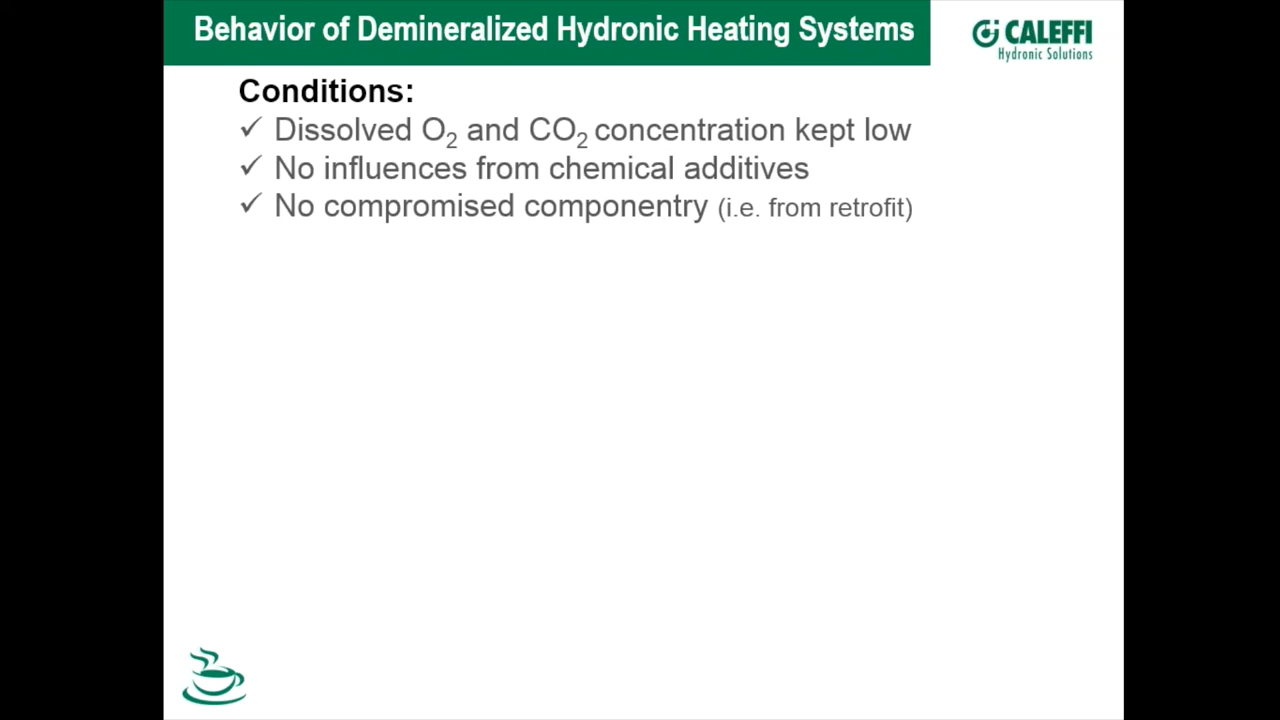 Behavior of Demineralized Hydronic Heating Systems
CALEFFI
Hydronic Solutions
Conditions:
✓ Dissolved O₂ and CO₂ concentration kept low
✓ No influences from chemical additives
✓ No compromised componentry (i.e. from retrofit)